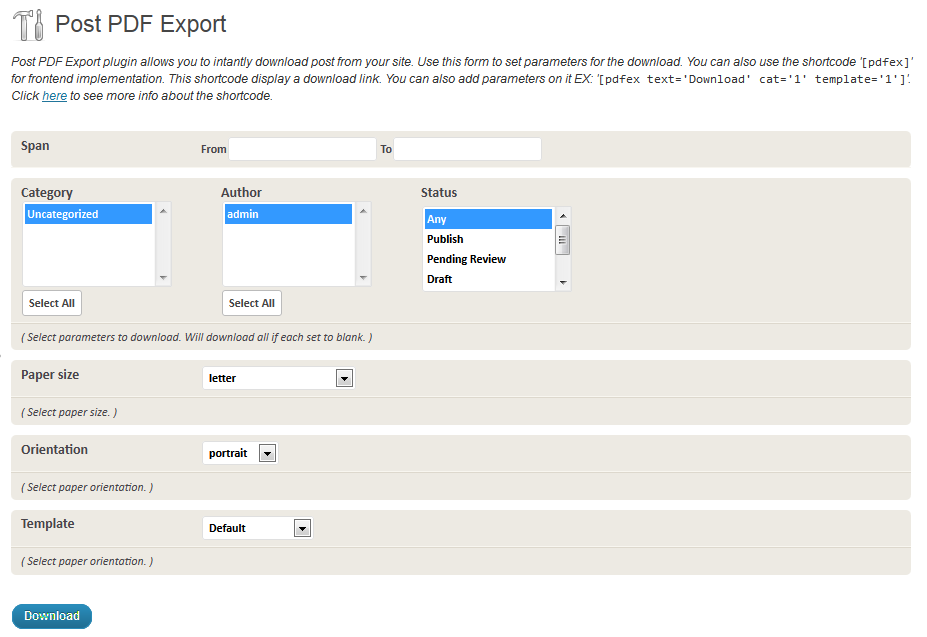 Post PDF Export
Post PDF Export plugin allows you to intantly download post from your site. Use this form to set parameters for the download. You can also use the shortcode '[pdfex]'
for frontend implementation. This shortcode display a download link. You can also add parameters on it EX: '[pdfex text='Download' cat='1' template='1']'.
Click here to see more info about the shortcode.
Span From To
Category Author Status
Uncategorized admin Any
Publish
Pending Review
Draft
Select All Select All
( Select parameters to download. Will download all if each set to blank. )
Paper size letter
( Select paper size. )
Orientation portrait
( Select paper orientation. )
Template Default
( Select paper orientation. )
Download